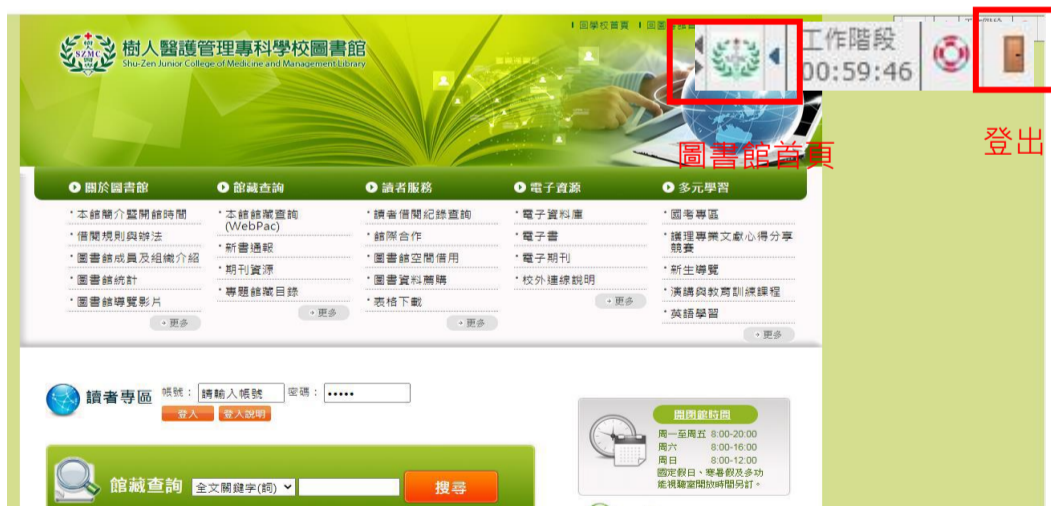 回學校首頁
SZMC
樹人醫護管理專科學校圖書館
Shu-Zen Junior College of Medicine and Management Library
工作階段
00:59:46
圖書館首頁
登出
關於圖書館
館藏查詢
讀者服務
電子資源
多元學習
本館簡介暨開館時間
借閱規則與辦法
圖書館成員及組織介紹
圖書館統計
圖書館導覽影片
更多
本館館藏查詢
(WebPac)
新書通報
期刊資源
專題館藏目錄
更多
讀者借閱紀錄查詢
館際合作
圖書館空間借用
圖書資料薦購
表格下載
更多
電子資料庫
電子書
電子期刊
校外連線說明
更多
國考專區
護理專業文獻心得分享
競賽
新生導覽
演講與教育訓練課程
英語學習
更多
讀者專區
帳號：
請輸入帳號
密碼：
•••••
登入
登入說明
館藏查詢
全文關鍵字(詞)
搜尋
開閉館時間
周一至周五 8:00-20:00
周六 8:00-16:00
周日 8:00-12:00
國定假日、寒暑假及多功
能視聽室開放時間另訂。